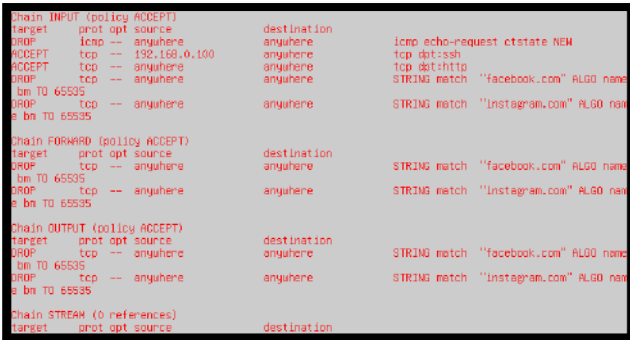 Chain INPUT (policy ACCEPT)
target prot opt source destination
DROP icmp -- anywhere anywhere icmp echo-request ctstate NEW
ACCEPT tcp -- 192.168.0.100 anywhere tcp dpt:ssh
ACCEPT tcp -- anywhere anywhere tcp dpt:http
DROP tcp -- anywhere anywhere STRING match "facebook.com" ALGO name
bm TO 65535
DROP tcp -- anywhere anywhere STRING match "instagram.com" ALGO nam
e bm TO 65535
Chain FORWARD (policy ACCEPT)
target prot opt source destination
DROP tcp -- anywhere anywhere STRING match "facebook.com" ALGO name
bm TO 65535
DROP tcp -- anywhere anywhere STRING match "instagram.com" ALGO nam
e bm TO 65535
Chain OUTPUT (policy ACCEPT)
target prot opt source destination
DROP tcp -- anywhere anywhere STRING match "facebook.com" ALGO name
bm TO 65535
DROP tcp -- anywhere anywhere STRING match "instagram.com" ALGO nam
e bm TO 65535
Chain STREAM (0 references)
target prot opt source destination